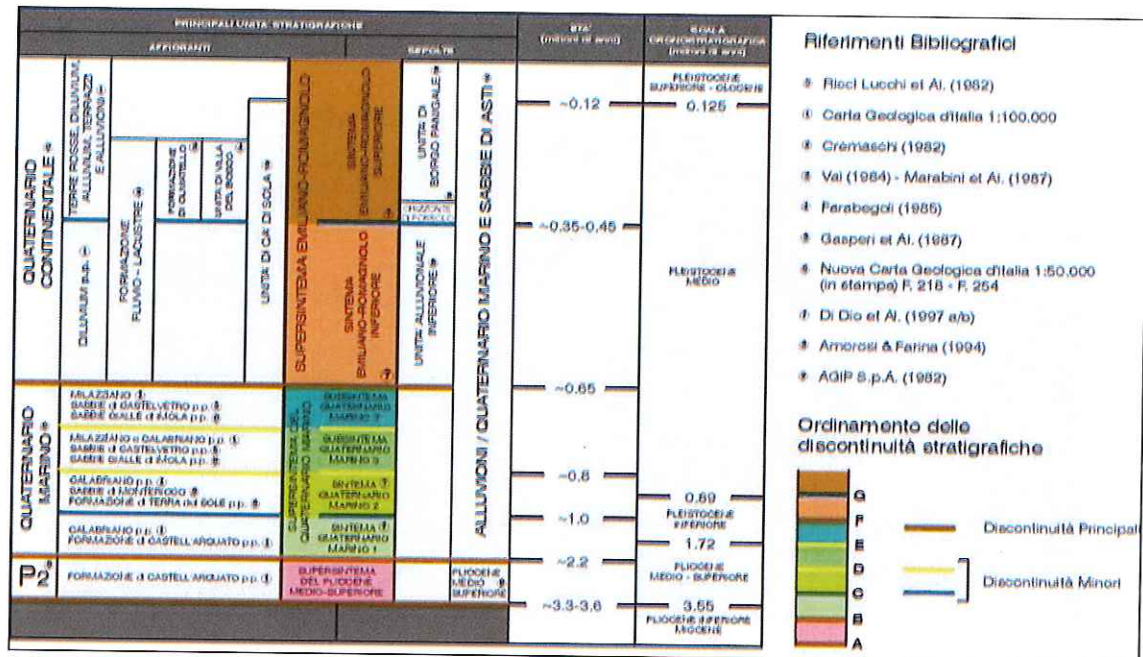 PRINCIPALI UNITA' STRATIGRAFICHE
AFFIORANTI
SEPOLTE
ETA'
(milioni di anni)
SCALA
CRONOSTRATIGRAFICA
(milioni di anni)
QUATERNARIO
CONTINENTALE
TERRE ROSSE, DILUVIUM,
ALLUVIUM, TERRAZZI
E ALLUVIONI
DILUVIUM p.p.
FORMAZIONE
FLUVIO - LACUSTRE
FORMAZIONE
DI OLMATELLO
UNITA' DI VILLA
DEL BOSCO
UNITA' DI CA' DI SOLA
SUPERSINTEMA EMILIANO-ROMAGNOLO
SINTEMA
EMILIANO-ROMAGNOLO
SUPERIORE
SINTEMA
EMILIANO-ROMAGNOLO
INFERIORE
UNITA' DI
BORGO PANIGALE
UNITA' ALLUVIONALE
INFERIORE
ALLUVIONI / QUATERNARIO MARINO E SABBE DI ASTI
QUATERNARIO
MARINO
MILAZZIANO
SABBIE di CASTELVETRO p.p.
SABBIE GIALLE di IMOLA p.p.
MILAZZIANO e CALABRIANO p.p.
SABBIE di CASTELVETRO p.p.
SABBIE GIALLE di IMOLA p.p.
CALABRIANO p.p.
SABBIE di MONTERICCO
FORMAZIONE di TERRA del SOLE p.p.
CALABRIANO p.p.
FORMAZIONE di CASTELL'ARQUATO p.p.
SUPERSINTEMA DEL
QUATERNARIO MARINO
SUBSINTEMA
QUATERNARIO
MARINO
SUBSINTEMA
QUATERNARIO
MARINO 3
SINTEMA
QUATERNARIO
MARINO 2
SINTEMA
QUATERNARIO
MARINO 1
P2
FORMAZIONE di CASTELL'ARQUATO p.p.
SUPERSINTEMA
DEL PLIOCENE
MEDIO-SUPERIORE
PLIOCENE
MEDIO
SUPERIORE
~0.12
~0,35-0,45
~0.65
~0.8
~1.0
~2.2
~3.3-3,6
PLEISTOCENE
SUPERIORE - OLOCENE
0.125
PLEISTOCENE
MEDIO
0.89
PLEISTOCENE
INFERIORE
1.72
PLIOCENE
MEDIO - SUPERIORE
3.55
PLIOCENE INFERIORE
MIOCENE
Riferimenti Bibliografici
Ricci Lucchi et Al. (1982)
Carta Geologica d'Italia 1:100.000
Cremaschi (1982)
Vai (1984) - Marabini et Al. (1987)
Farabegoli (1985)
Gasperi et Al. (1987)
Nuova Carta Geologica d'Italia 1:50.000
(in stampa) F. 218 - F. 254
Di Dio et Al. (1997 a/b)
Amorosi & Farina (1994)
AGIP S.p.A. (1982)
Ordinamento delle
discontinuità stratigrafiche
G
F
E
D
C
B
A
Discontinuità Principali
Discontinuità Minori